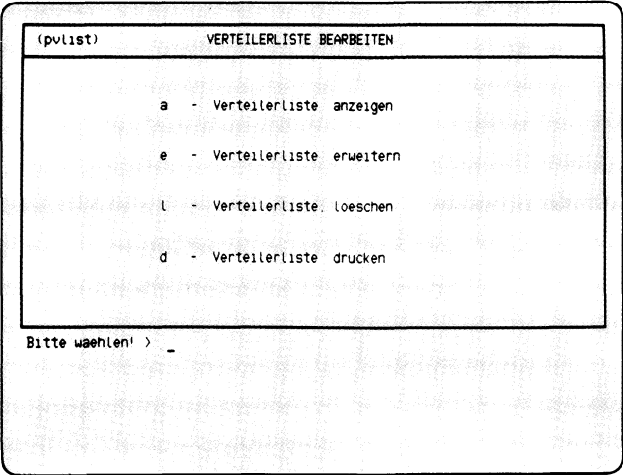 (pvlist) VERTEILERLISTE BEARBEITEN
a - Verteilerliste anzeigen
e - Verteilerliste erweitern
l - Verteilerliste loeschen
d - Verteilerliste drucken
Bitte waehlen! > _